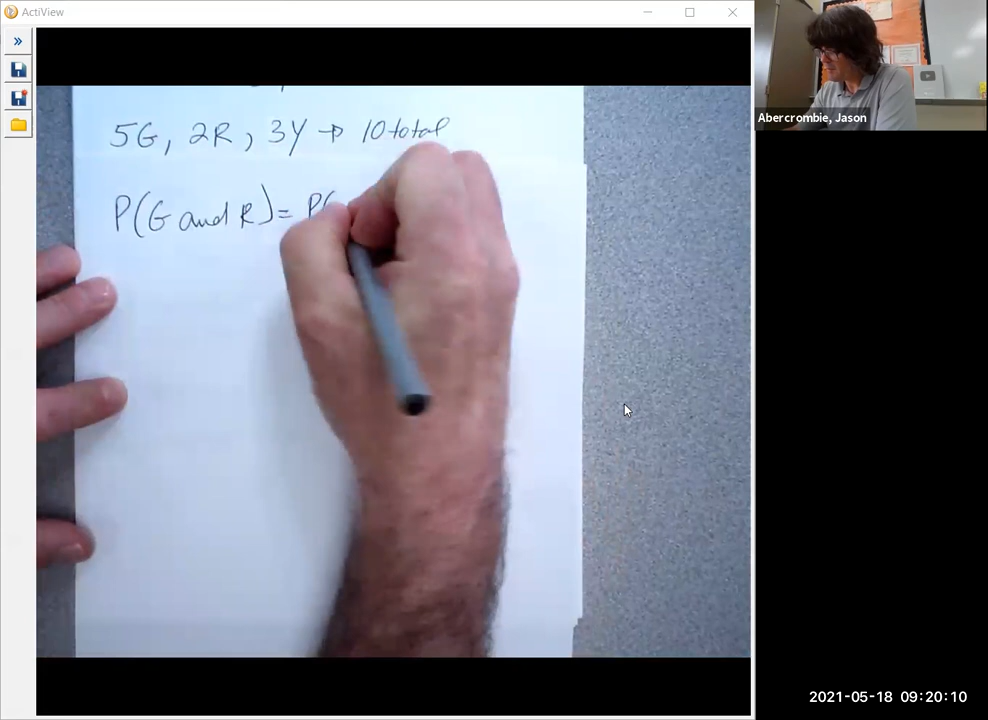 ActiView
»
Abercrombie, Jason
5G, 2R, 3Y → 10 total
P(G and R) = P(
2021-05-18 09:20:10